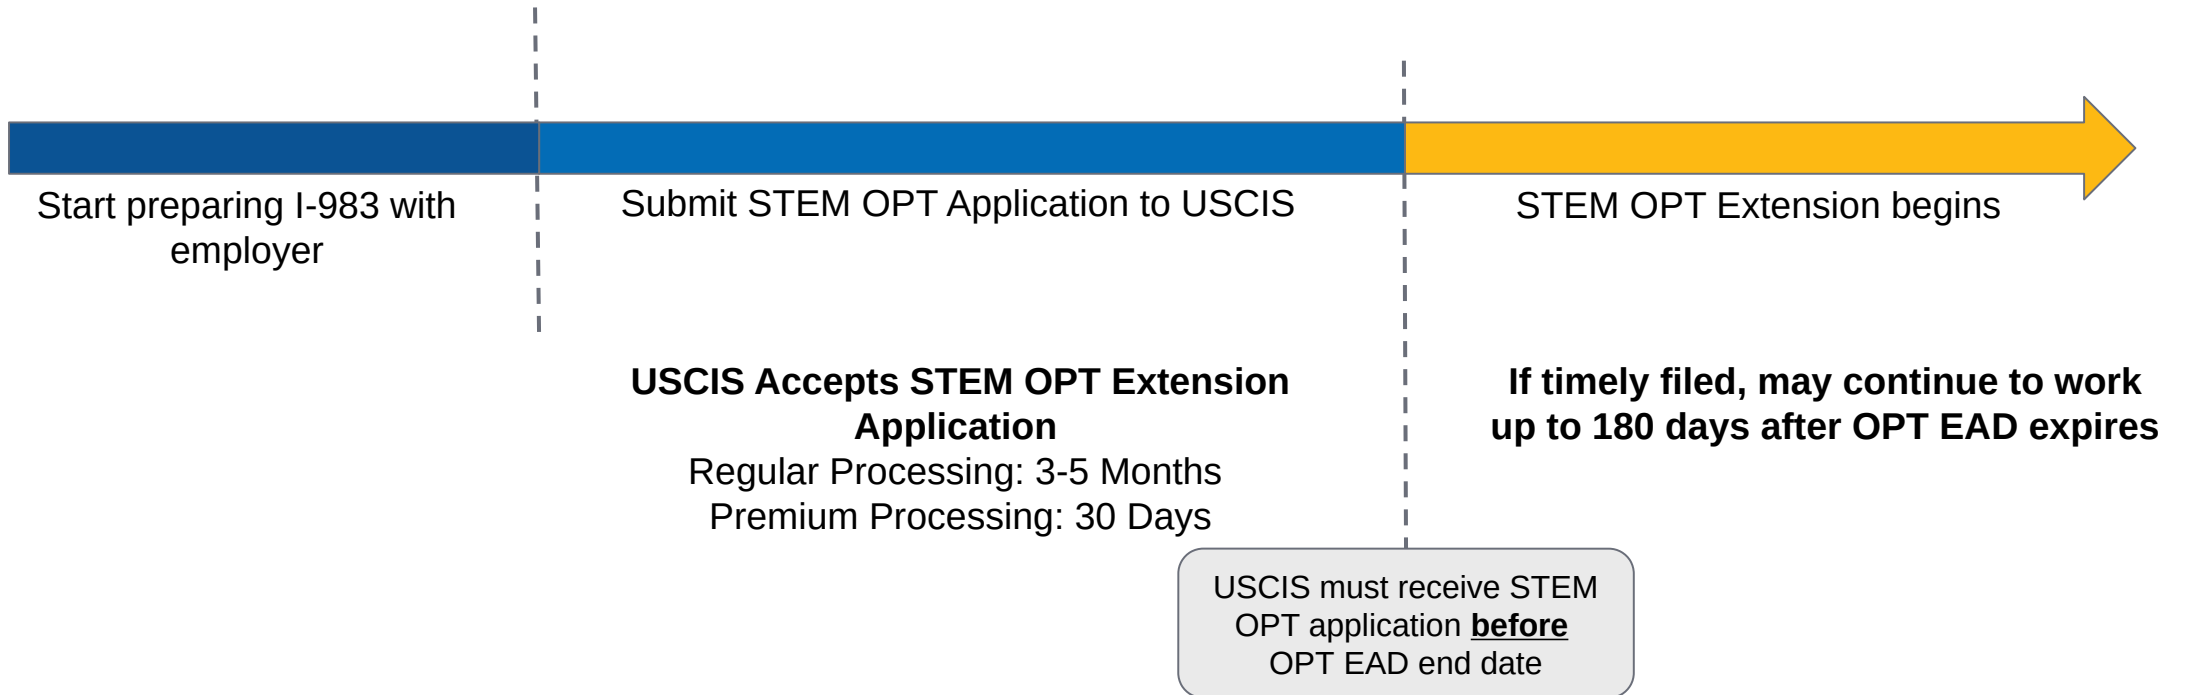 Start preparing I-983 with
employer
Submit STEM OPT Application to USCIS
STEM OPT Extension begins
USCIS Accepts STEM OPT Extension
Application
Regular Processing: 3-5 Months
Premium Processing: 30 Days
If timely filed, may continue to work
up to 180 days after OPT EAD expires
USCIS must receive STEM
OPT application before
OPT EAD end date